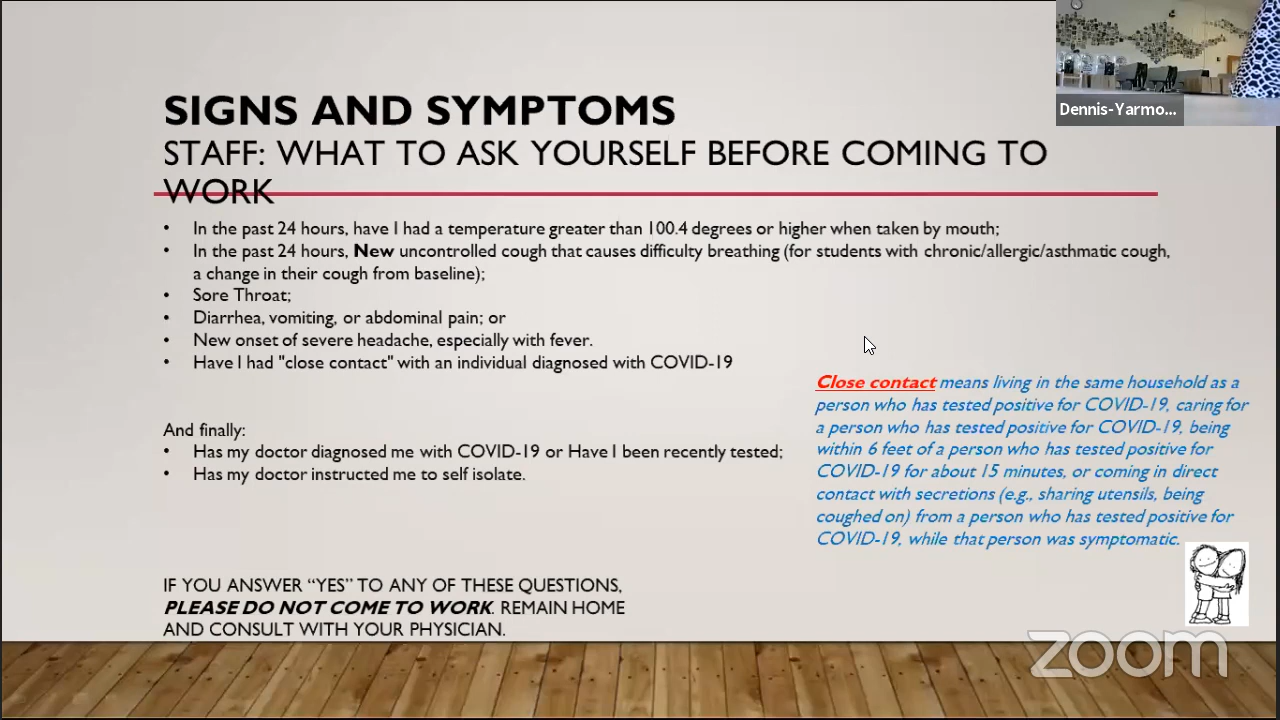 Dennis-Yarmo...
SIGNS AND SYMPTOMS
STAFF: WHAT TO ASK YOURSELF BEFORE COMING TO
WORK
• In the past 24 hours, have I had a temperature greater than 100.4 degrees or higher when taken by mouth;
• In the past 24 hours, New uncontrolled cough that causes difficulty breathing (for students with chronic/allergic/asthmatic cough,
a change in their cough from baseline);
• Sore Throat;
• Diarrhea, vomiting, or abdominal pain; or
• New onset of severe headache, especially with fever.
• Have I had "close contact" with an individual diagnosed with COVID-19
And finally:
• Has my doctor diagnosed me with COVID-19 or Have I been recently tested;
• Has my doctor instructed me to self isolate.
Close contact means living in the same household as a
person who has tested positive for COVID-19, caring for
a person who has tested positive for COVID-19, being
within 6 feet of a person who has tested positive for
COVID-19 for about 15 minutes, or coming in direct
contact with secretions (e.g., sharing utensils, being
coughed on) from a person who has tested positive for
COVID-19, while that person was symptomatic.
IF YOU ANSWER “YES” TO ANY OF THESE QUESTIONS,
PLEASE DO NOT COME TO WORK. REMAIN HOME
AND CONSULT WITH YOUR PHYSICIAN.
zoom